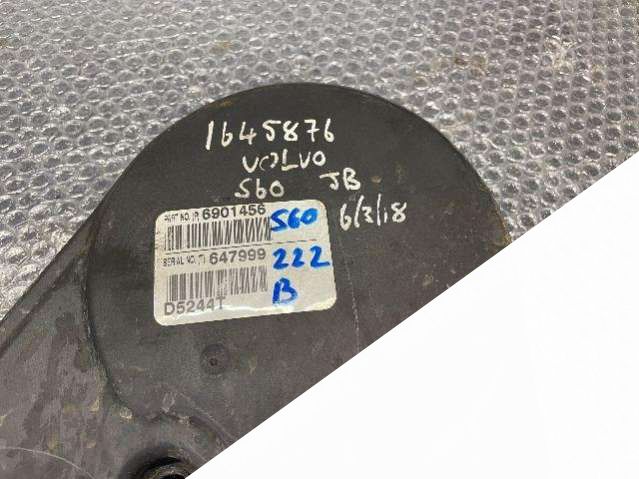 1645876
VOLVO
S60 JB
6/3/18
PART NO. (P) 6901456
S60
SERIAL NO. (T) 647999
222
D5244T
B